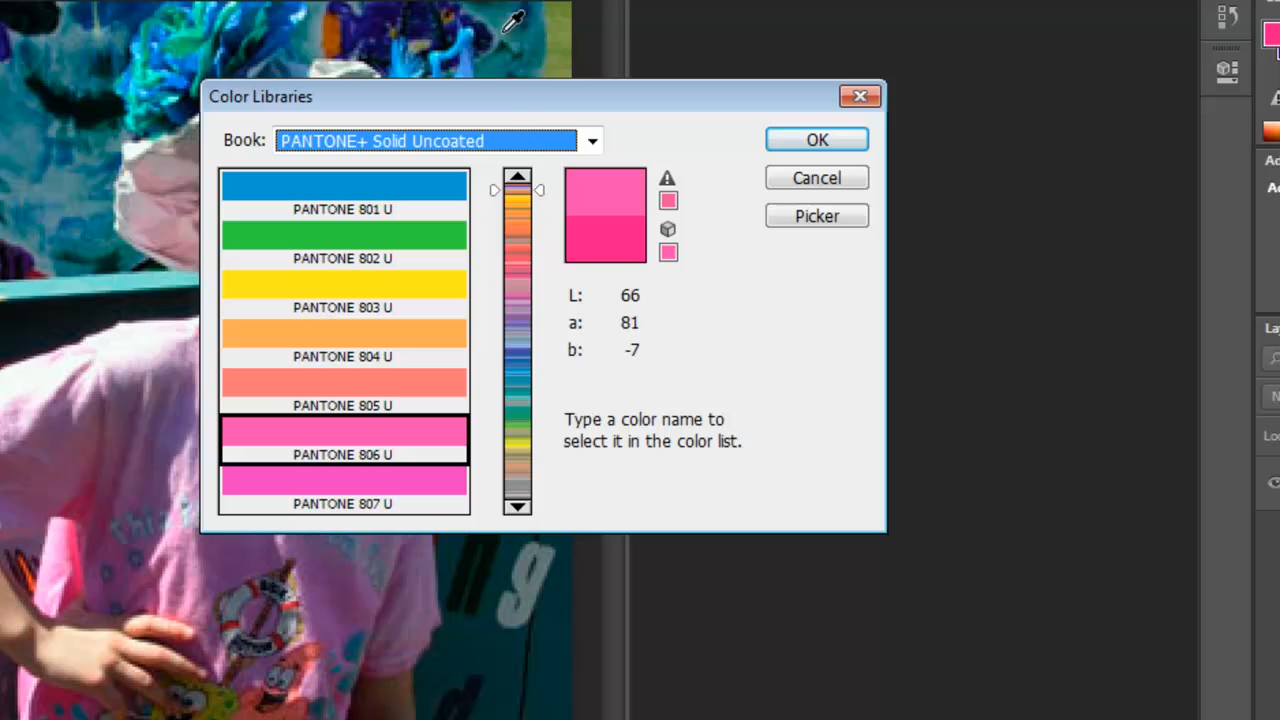 Color Libraries
Book: PANTONE+ Solid Uncoated
OK
Cancel
Picker
PANTONE 801 U
PANTONE 802 U
PANTONE 803 U
PANTONE 804 U
PANTONE 805 U
PANTONE 806 U
PANTONE 807 U
L: 66
a: 81
b: -7
Type a color name to
select it in the color list.